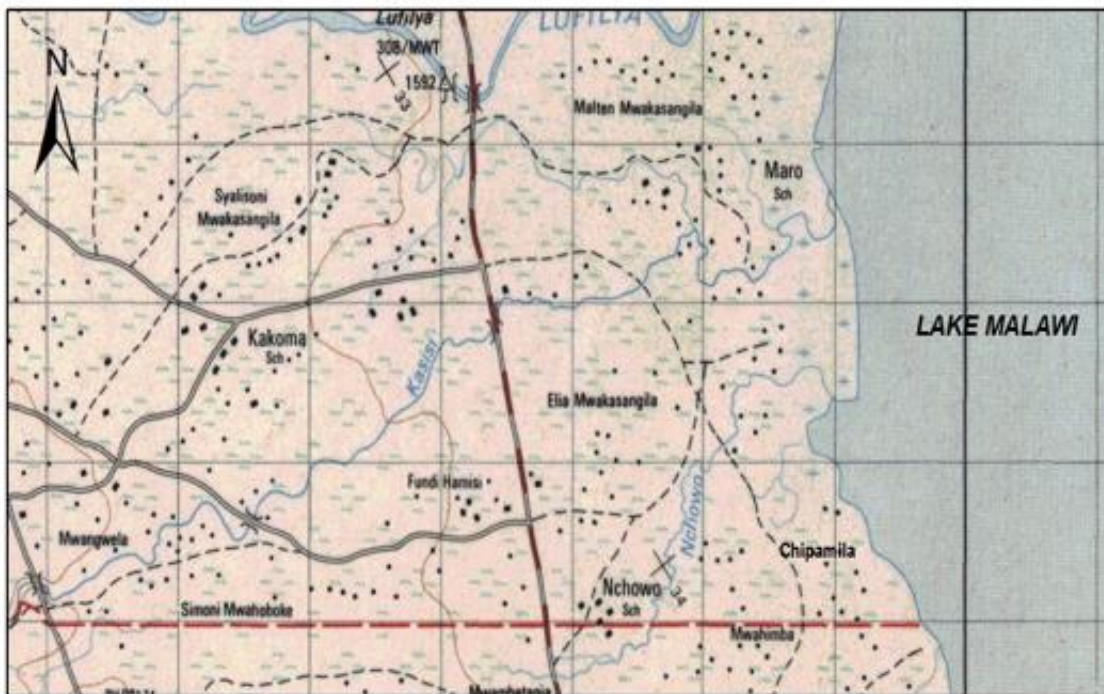 Lufilya
LUFILYA
308/MWT
1592
33
N
Malten Mwakasangila
Maro
Sch
Syalisoni
Mwakasangila
LAKE MALAWI
Kakoma
Sch
Kasisi
Elia Mwakasangila
Fundi Hamisi
Nchowo
Mwangwela
Chipamila
Nchowo
Sch
34
Simoni Mwahoboke
Mwahimba